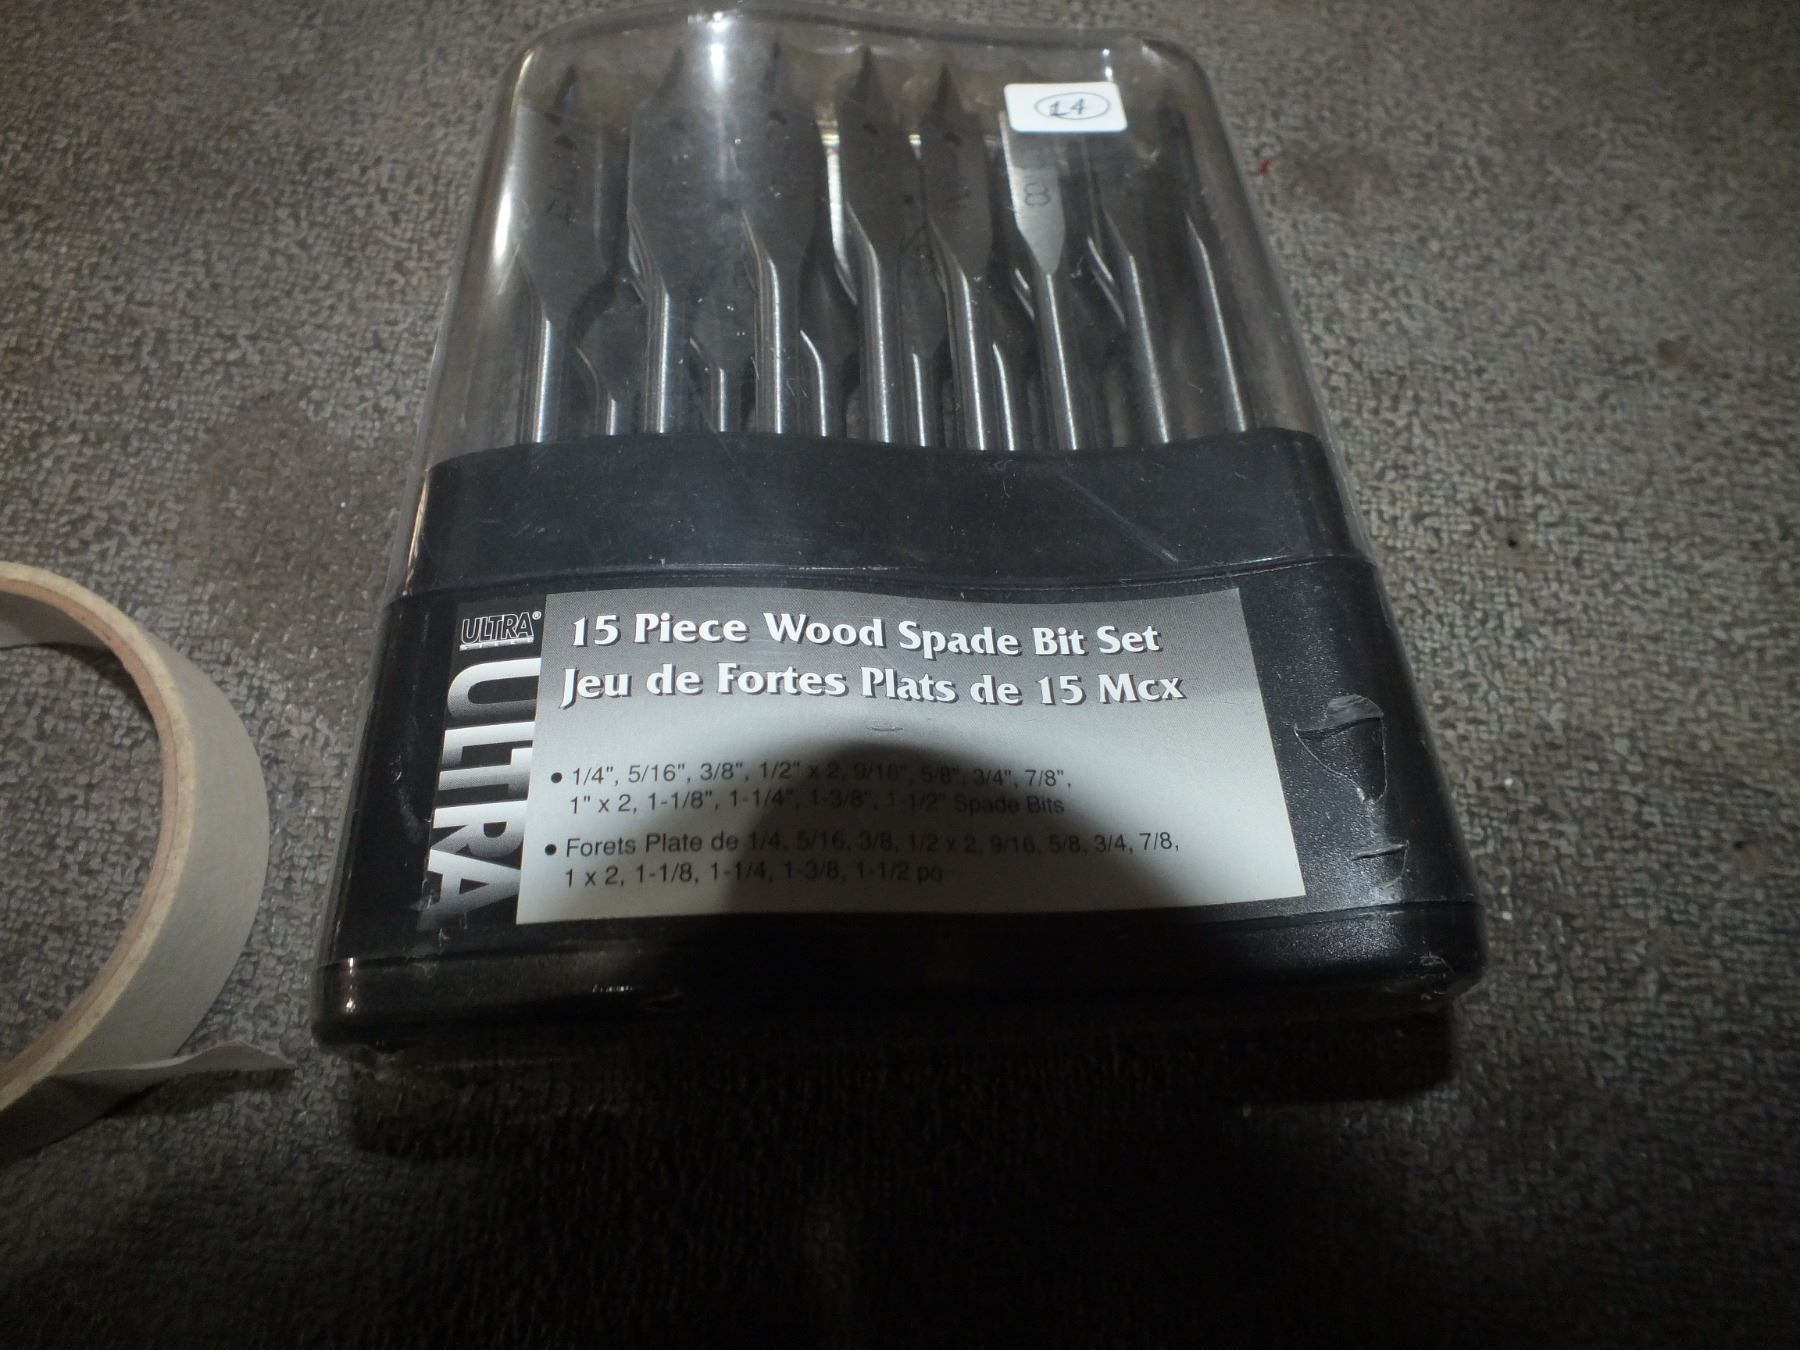 14
8
ULTRA®
ULTRA
15 Piece Wood Spade Bit Set
Jeu de Fortes Plats de 15 Mcx
• 1/4", 5/16", 3/8", 1/2" x 2, 9/16", 5/8", 3/4", 7/8",
1" x 2, 1-1/8", 1-1/4", 1-3/8", 1-1/2" Spade Bits
• Forets Plate de 1/4, 5/16, 3/8, 1/2 x 2, 9/16, 5/8, 3/4, 7/8,
1 x 2, 1-1/8, 1-1/4, 1-3/8, 1-1/2 po